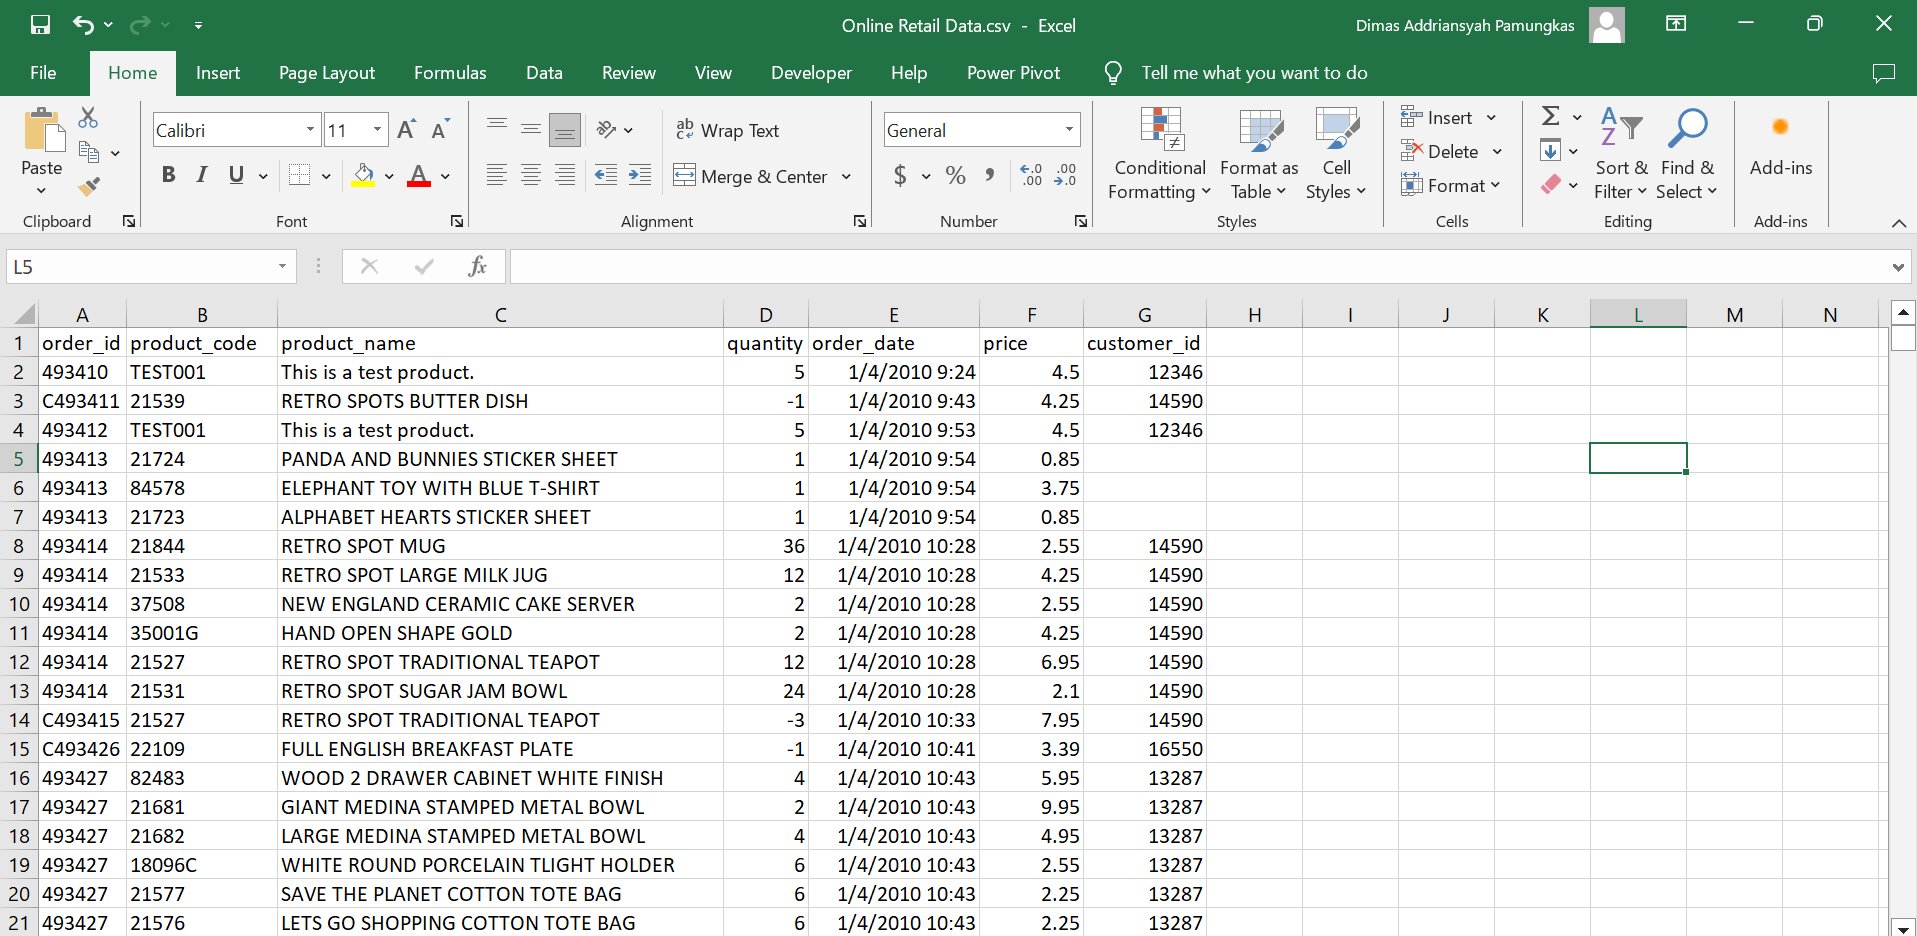 Online Retail Data.csv - Excel
Dimas Addriansyah Pamungkas
File Home Insert Page Layout Formulas Data Review View Developer Help Power Pivot Tell me what you want to do
Paste
Clipboard
Calibri 11
A A
B I U A
Font
ab Wrap Text
Merge & Center
Alignment
General
$ % , .0 .00 .00 .0
Number
Conditional Formatting
Format as Table
Cell Styles
Styles
Insert
Delete
Format
Cells
Σ
A Z
Sort & Filter
Find & Select
Editing
Add-ins
Add-ins
L5 fx
A B C D E F G H I J K L M N
1 order_id product_code product_name quantity order_date price customer_id
2 493410 TEST001 This is a test product. 5 1/4/2010 9:24 4.5 12346
3 C493411 21539 RETRO SPOTS BUTTER DISH -1 1/4/2010 9:43 4.25 14590
4 493412 TEST001 This is a test product. 5 1/4/2010 9:53 4.5 12346
5 493413 21724 PANDA AND BUNNIES STICKER SHEET 1 1/4/2010 9:54 0.85
6 493413 84578 ELEPHANT TOY WITH BLUE T-SHIRT 1 1/4/2010 9:54 3.75
7 493413 21723 ALPHABET HEARTS STICKER SHEET 1 1/4/2010 9:54 0.85
8 493414 21844 RETRO SPOT MUG 36 1/4/2010 10:28 2.55 14590
9 493414 21533 RETRO SPOT LARGE MILK JUG 12 1/4/2010 10:28 4.25 14590
10 493414 37508 NEW ENGLAND CERAMIC CAKE SERVER 2 1/4/2010 10:28 2.55 14590
11 493414 35001G HAND OPEN SHAPE GOLD 2 1/4/2010 10:28 4.25 14590
12 493414 21527 RETRO SPOT TRADITIONAL TEAPOT 12 1/4/2010 10:28 6.95 14590
13 493414 21531 RETRO SPOT SUGAR JAM BOWL 24 1/4/2010 10:28 2.1 14590
14 C493415 21527 RETRO SPOT TRADITIONAL TEAPOT -3 1/4/2010 10:33 7.95 14590
15 C493426 22109 FULL ENGLISH BREAKFAST PLATE -1 1/4/2010 10:41 3.39 16550
16 493427 82483 WOOD 2 DRAWER CABINET WHITE FINISH 4 1/4/2010 10:43 5.95 13287
17 493427 21681 GIANT MEDINA STAMPED METAL BOWL 2 1/4/2010 10:43 9.95 13287
18 493427 21682 LARGE MEDINA STAMPED METAL BOWL 4 1/4/2010 10:43 4.95 13287
19 493427 18096C WHITE ROUND PORCELAIN TLIGHT HOLDER 6 1/4/2010 10:43 2.55 13287
20 493427 21577 SAVE THE PLANET COTTON TOTE BAG 6 1/4/2010 10:43 2.25 13287
21 493427 21576 LETS GO SHOPPING COTTON TOTE BAG 6 1/4/2010 10:43 2.25 13287